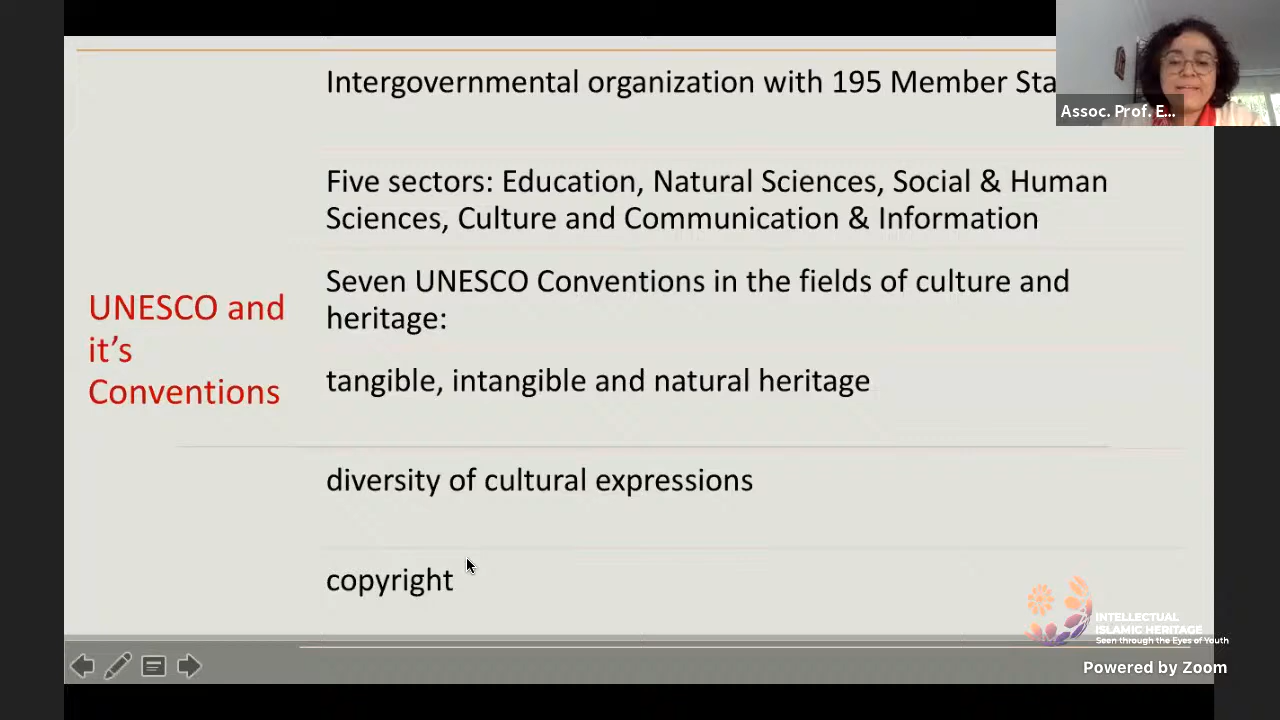 Intergovernmental organization with 195 Member Sta
Assoc. Prof. E...
Five sectors: Education, Natural Sciences, Social & Human
Sciences, Culture and Communication & Information
Seven UNESCO Conventions in the fields of culture and
heritage:
UNESCO and
it's
Conventions
tangible, intangible and natural heritage
diversity of cultural expressions
copyright
INTELLECTUAL
ISLAMIC HERITAGE
Seen through the Eyes of Youth
Powered by Zoom